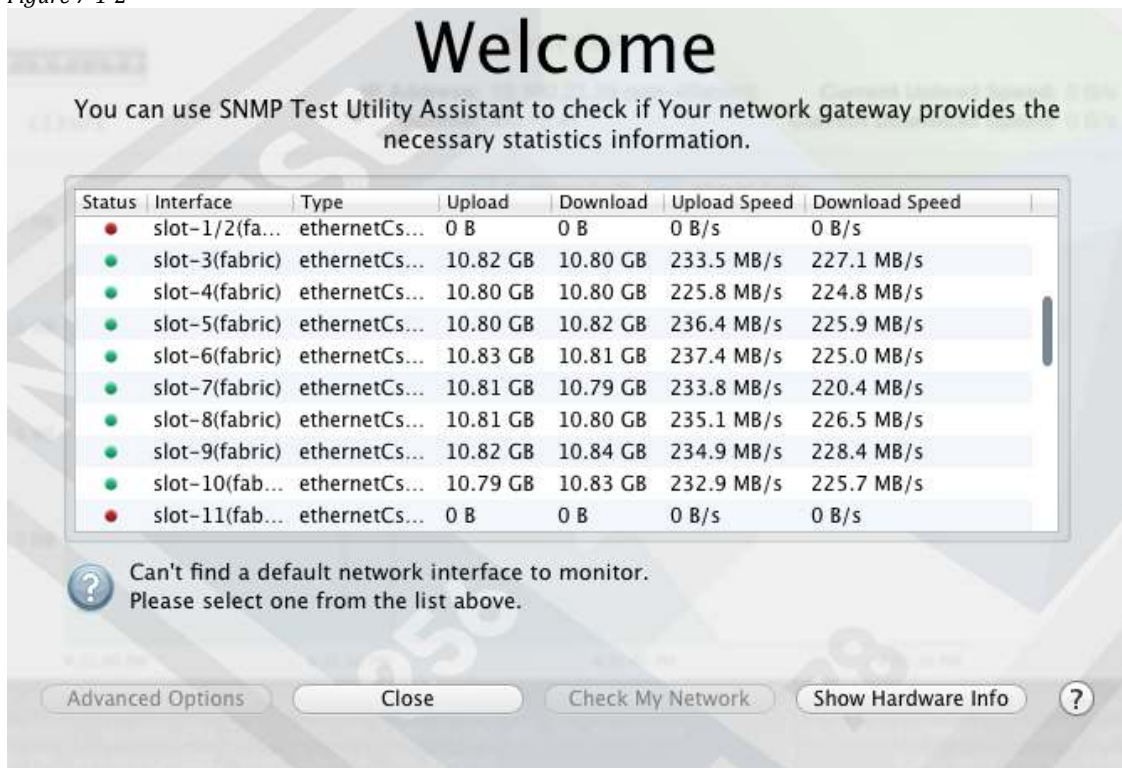 Welcome
You can use SNMP Test Utility Assistant to check if Your network gateway provides the
necessary statistics information.
Status Interface Type Upload Download Upload Speed Download Speed
slot-1/2(fa... ethernetCs... 0 B 0 B 0 B/s 0 B/s
slot-3(fabric) ethernetCs... 10.82 GB 10.80 GB 233.5 MB/s 227.1 MB/s
slot-4(fabric) ethernetCs... 10.80 GB 10.80 GB 225.8 MB/s 224.8 MB/s
slot-5(fabric) ethernetCs... 10.80 GB 10.82 GB 236.4 MB/s 225.9 MB/s
slot-6(fabric) ethernetCs... 10.83 GB 10.81 GB 237.4 MB/s 225.0 MB/s
slot-7(fabric) ethernetCs... 10.81 GB 10.79 GB 233.8 MB/s 220.4 MB/s
slot-8(fabric) ethernetCs... 10.81 GB 10.80 GB 235.1 MB/s 226.5 MB/s
slot-9(fabric) ethernetCs... 10.82 GB 10.84 GB 234.9 MB/s 228.4 MB/s
slot-10(fab... ethernetCs... 10.79 GB 10.83 GB 232.9 MB/s 225.7 MB/s
slot-11(fab... ethernetCs... 0 B 0 B 0 B/s 0 B/s
Can't find a default network interface to monitor.
Please select one from the list above.
Advanced Options Close Check My Network Show Hardware Info ?